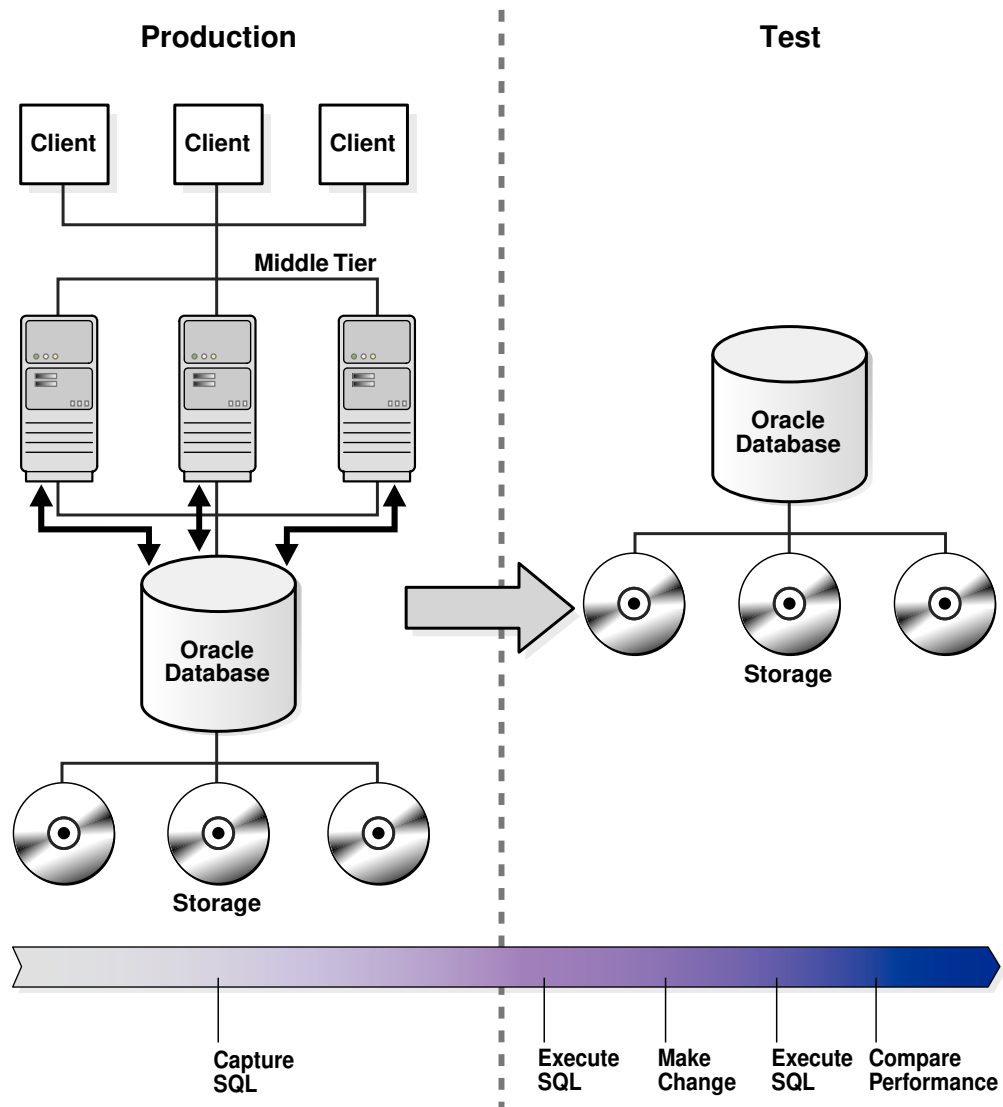 Production
Test
Client
Client
Client
Middle Tier
Oracle
Database
Oracle
Database
Storage
Storage
Capture
SQL
Execute
SQL
Make
Change
Execute
SQL
Compare
Performance